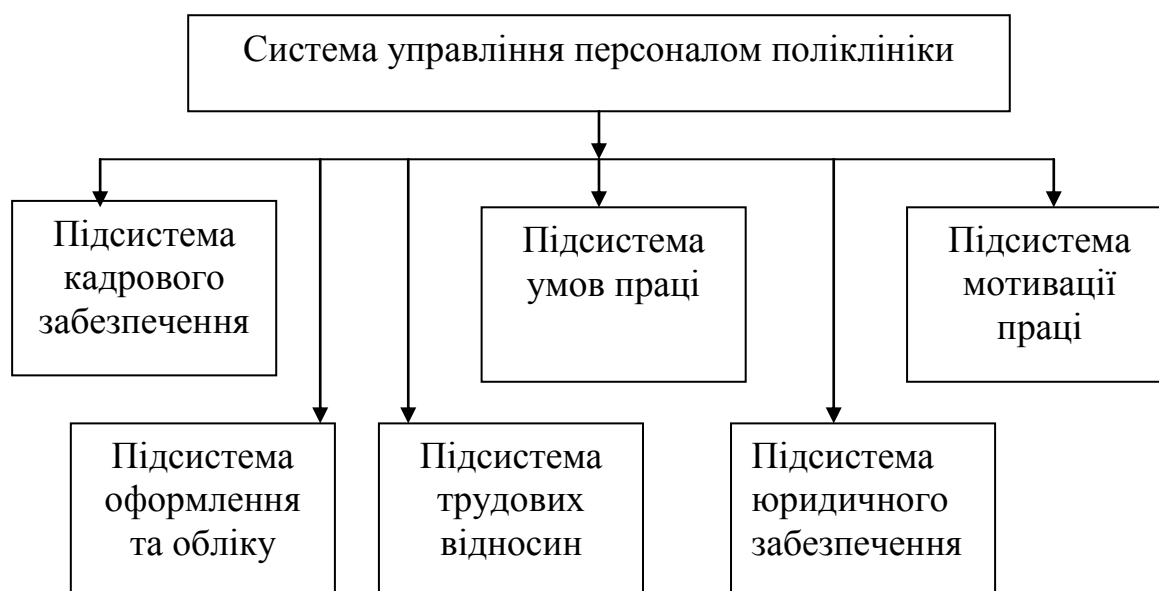 Система управління персоналом поліклініки
Підсистема
кадрового
забезпечення
Підсистема
умов праці
Підсистема
мотивації
праці
Підсистема
оформлення
та обліку
Підсистема
трудових
відносин
Підсистема
юридичного
забезпечення